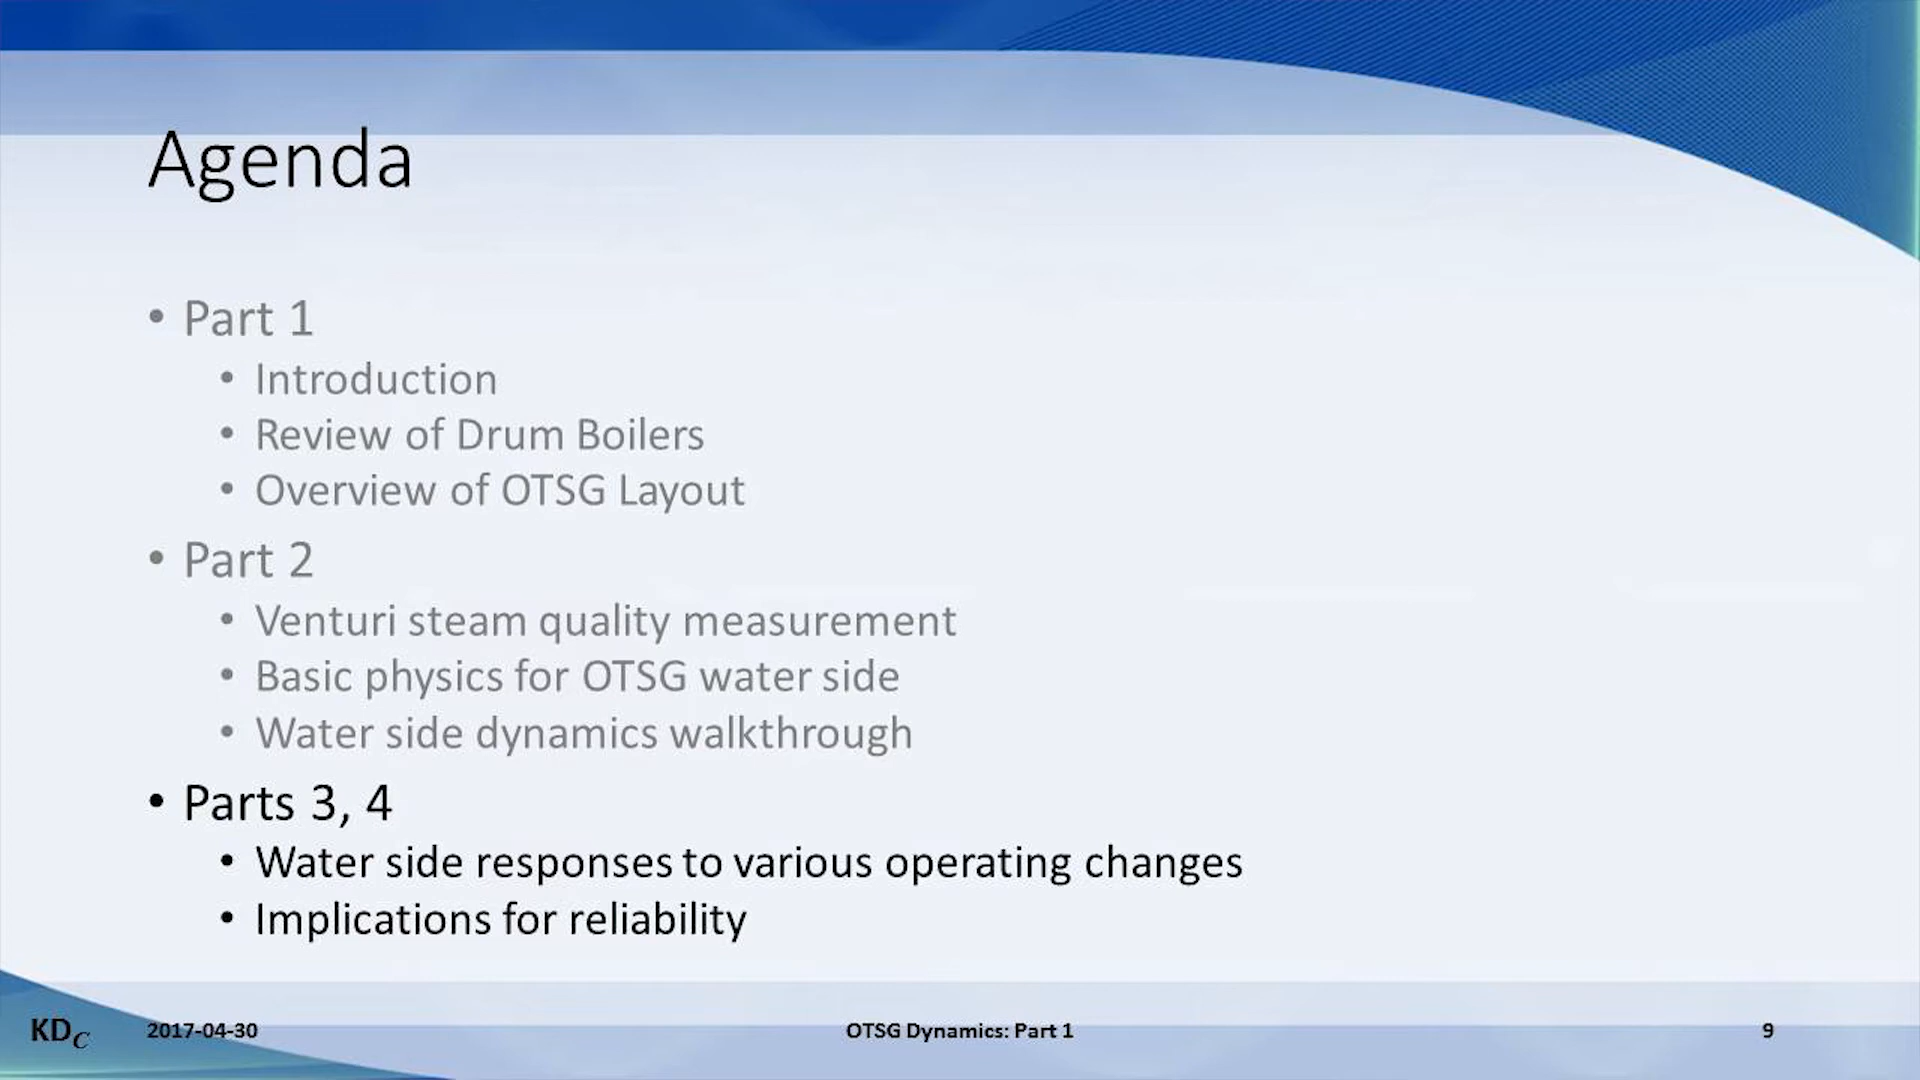 Agenda
• Part 1
• Introduction
• Review of Drum Boilers
• Overview of OTSG Layout
• Part 2
• Venturi steam quality measurement
• Basic physics for OTSG water side
• Water side dynamics walkthrough
• Parts 3, 4
• Water side responses to various operating changes
• Implications for reliability
KDC 2017-04-30 OTSG Dynamics: Part 1 9